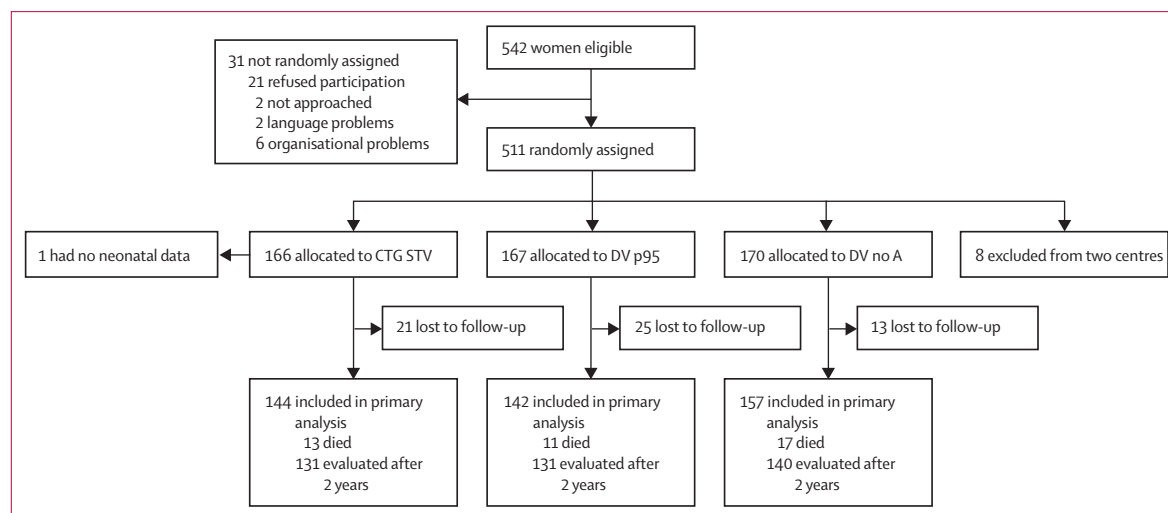 542 women eligible
31 not randomly assigned
21 refused participation
2 not approached
2 language problems
6 organisational problems
511 randomly assigned
1 had no neonatal data
166 allocated to CTG STV
167 allocated to DV p95
170 allocated to DV no A
8 excluded from two centres
21 lost to follow-up
25 lost to follow-up
13 lost to follow-up
144 included in primary
analysis
13 died
131 evaluated after
2 years
142 included in primary
analysis
11 died
131 evaluated after
2 years
157 included in primary
analysis
17 died
140 evaluated after
2 years